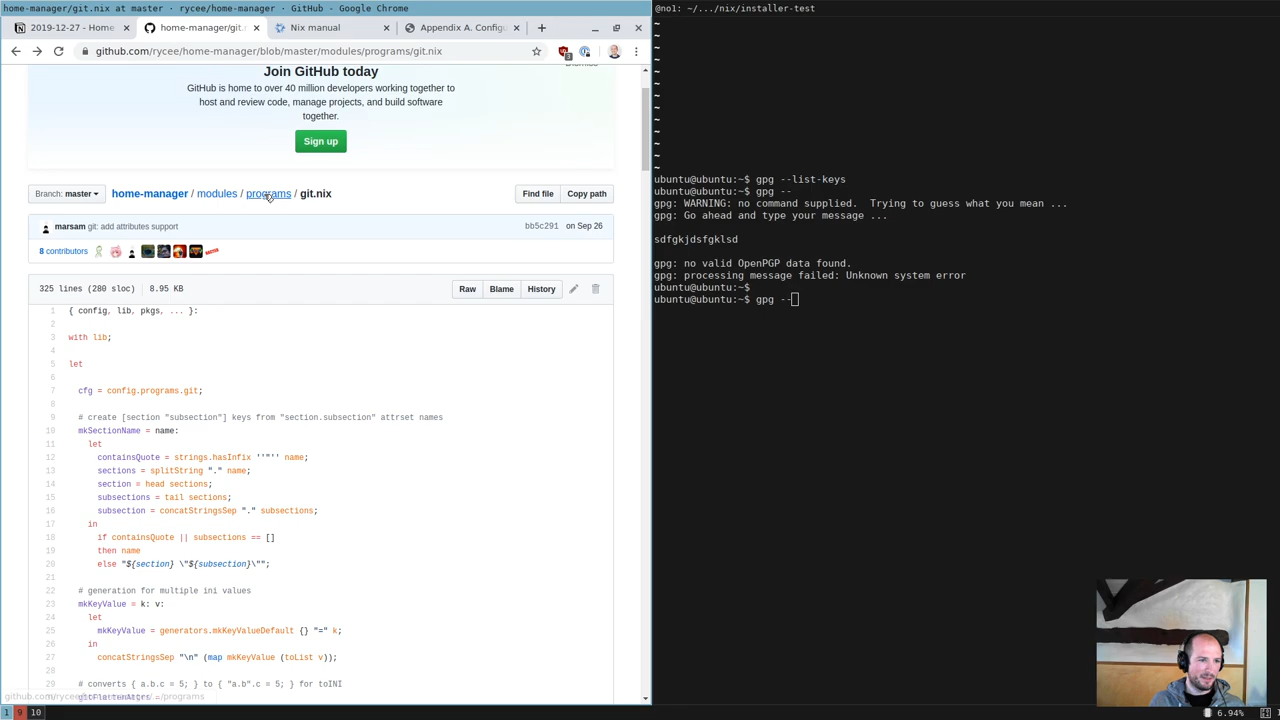 home-manager/git.nix at master · rycee/home-manager · GitHub - Google Chrome
2019-12-27 - Home
home-manager/git.n
Nix manual
Appendix A. Configu
github.com/rycee/home-manager/blob/master/modules/programs/git.nix
Join GitHub today
GitHub is home to over 40 million developers working together to
host and review code, manage projects, and build software
together.
Sign up
Branch: master
home-manager / modules / programs / git.nix
Find file
Copy path
marsam git: add attributes support
bb5c291 on Sep 26
8 contributors
325 lines (280 sloc) 8.95 KB
Raw
Blame
History
1 { config, lib, pkgs, ... }:
2
3 with lib;
4
5 let
6
7 cfg = config.programs.git;
8
9 # create [section "subsection"] keys from "section.subsection" attrset names
10 mkSectionName = name:
11 let
12 containsQuote = strings.hasInfix ''"'' name;
13 sections = splitString "." name;
14 section = head sections;
15 subsections = tail sections;
16 subsection = concatStringsSep "." subsections;
17 in
18 if containsQuote || subsections == []
19 then name
20 else "${section} \"${subsection}\"";
21
22 # generation for multiple ini values
23 mkKeyValue = k: v:
24 let
25 mkKeyValue = generators.mkKeyValueDefault {} "=" k;
26 in
27 concatStringsSep "\n" (map mkKeyValue (toList v));
28
29 # converts { a.b.c = 5; } to { "a.b".c = 5; } for toINI
@no1: ~/.../nix/installer-test
~
~
~
~
~
~
~
~
~
~
~
~
~
ubuntu@ubuntu:~$ gpg --list-keys
ubuntu@ubuntu:~$ gpg --
gpg: WARNING: no command supplied. Trying to guess what you mean ...
gpg: Go ahead and type your message ...
sdfgkjdsfgklsd
gpg: no valid OpenPGP data found.
gpg: processing message failed: Unknown system error
ubuntu@ubuntu:~$
ubuntu@ubuntu:~$ gpg --
1 9 10
6.94%